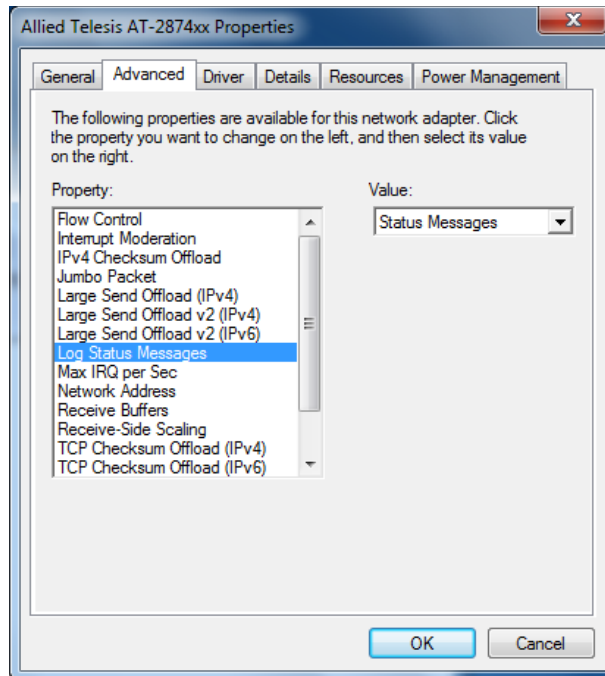 Allied Telesis AT-2874xx Properties
General Advanced Driver Details Resources Power Management
The following properties are available for this network adapter. Click
the property you want to change on the left, and then select its value
on the right.
Property:
Value:
Flow Control
Interrupt Moderation
IPv4 Checksum Offload
Jumbo Packet
Large Send Offload (IPv4)
Large Send Offload v2 (IPv4)
Large Send Offload v2 (IPv6)
Log Status Messages
Max IRQ per Sec
Network Address
Receive Buffers
Receive-Side Scaling
TCP Checksum Offload (IPv4)
TCP Checksum Offload (IPv6)
Status Messages
OK Cancel